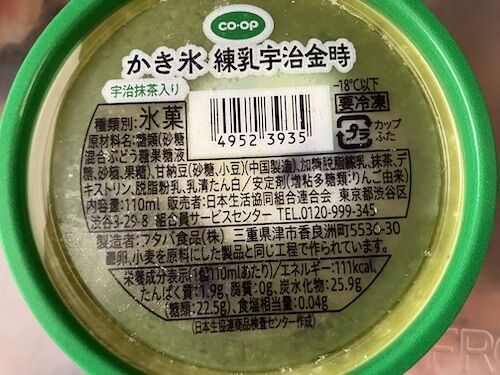 co·op
かき氷 練乳宇治金時
宇治抹茶入り
4952 3935
-18℃以下
要冷凍
プラ
カップ
ふた
種類別:氷菓
原材料名:糖類(砂糖
混合ぶどう糖果糖液
糖、砂糖、果糖)、甘納豆(砂糖、小豆)(中国製造)、加糖脱脂練乳、抹茶、デ
キストリン、脱脂粉乳、乳清たん白/安定剤(増粘多糖類:りんご由来)
内容量:110ml 販売者:日本生活協同組合連合会 東京都渋谷区
渋谷3-29-8 組合員サービスセンター TEL.0120-999-345
製造者:フタバ食品(株) 三重県津市香良洲町5530-30
卵、小麦を原料にした製品と同じ工程で作られています。
栄養成分表示(1個110mlあたり)/エネルギー:111kcal、
たんぱく質:1.9g、脂質:0g、炭水化物:25.9g
(糖類:22.5g)、食塩相当量:0.04g
(日本生協連商品検査センター作成)
FRO